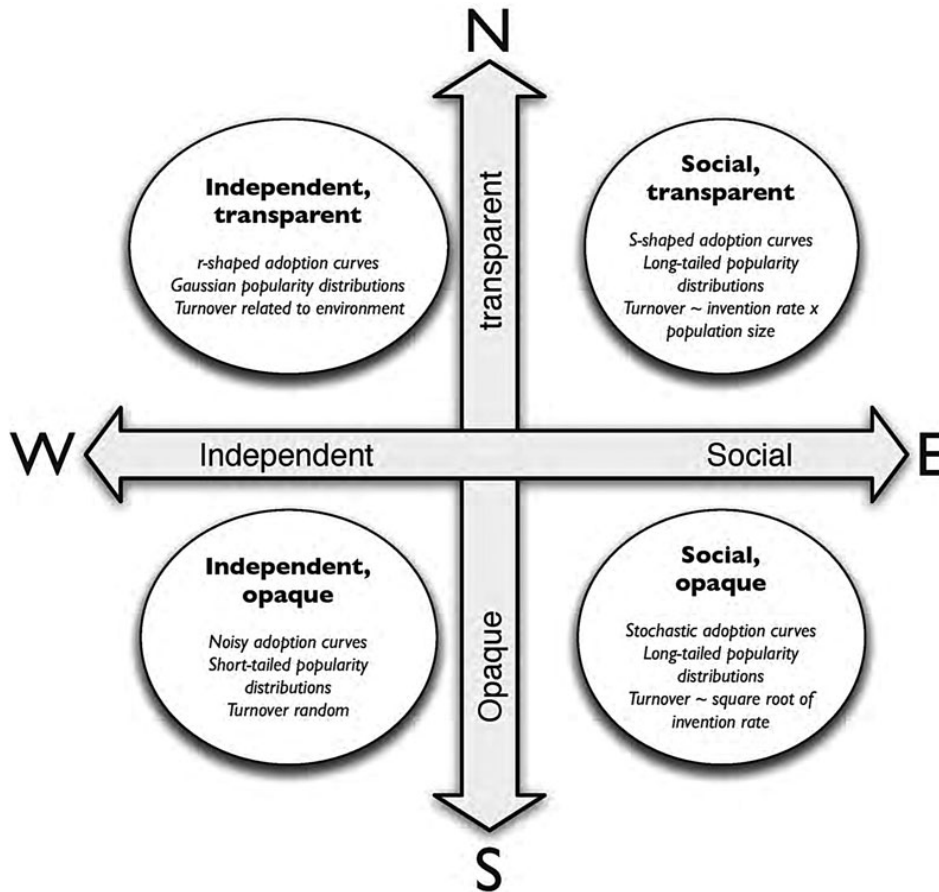 N
Independent,
transparent
r-shaped adoption curves
Gaussian popularity distributions
Turnover related to environment
transparent
Social,
transparent
S-shaped adoption curves
Long-tailed popularity
distributions
Turnover ~ invention rate x
population size
W
Independent
Social
E
Independent,
opaque
Noisy adoption curves
Short-tailed popularity
distributions
Turnover random
Opaque
Social,
opaque
Stochastic adoption curves
Long-tailed popularity
distributions
Turnover ~ square root of
invention rate
S